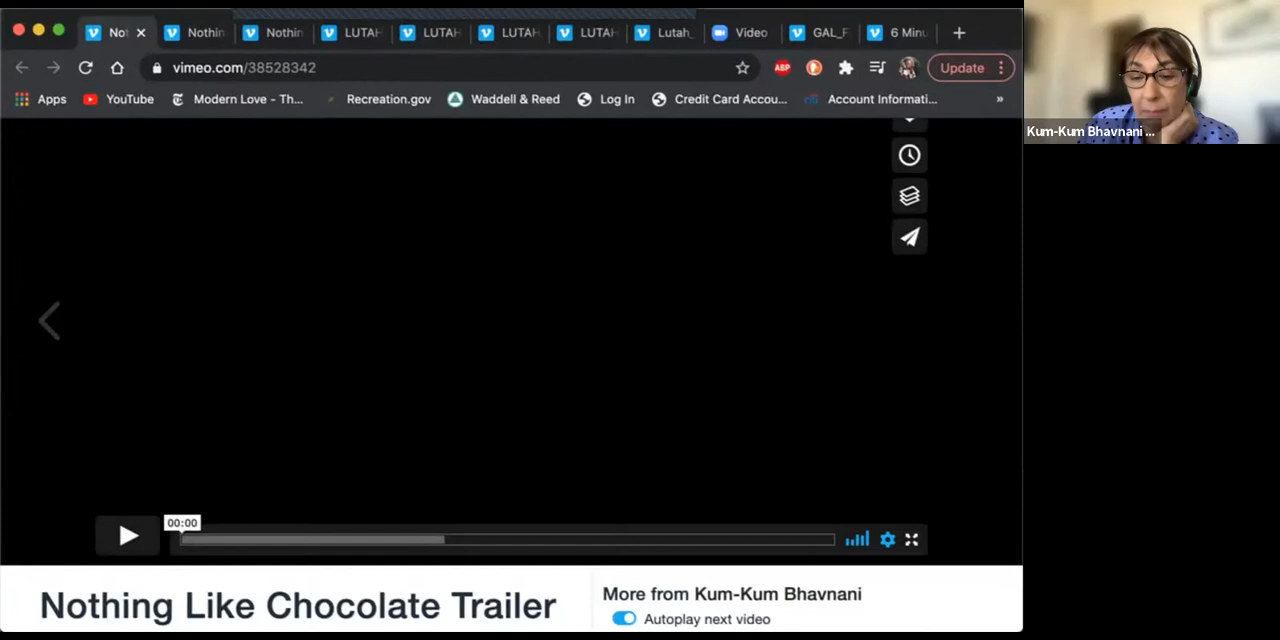 Not
Nothin
Nothin
LUTAH
LUTAH
LUTAH
LUTAH
Lutah_
Video
GAL_F
6 Minu
vimeo.com/38528342
ABP
Update
Apps
YouTube
Modern Love - Th...
Recreation.gov
Waddell & Reed
Log In
Credit Card Accou...
citi
Account Informati...
»
Kum-Kum Bhavnani ...
00:00
Nothing Like Chocolate Trailer
More from Kum-Kum Bhavnani
Autoplay next video